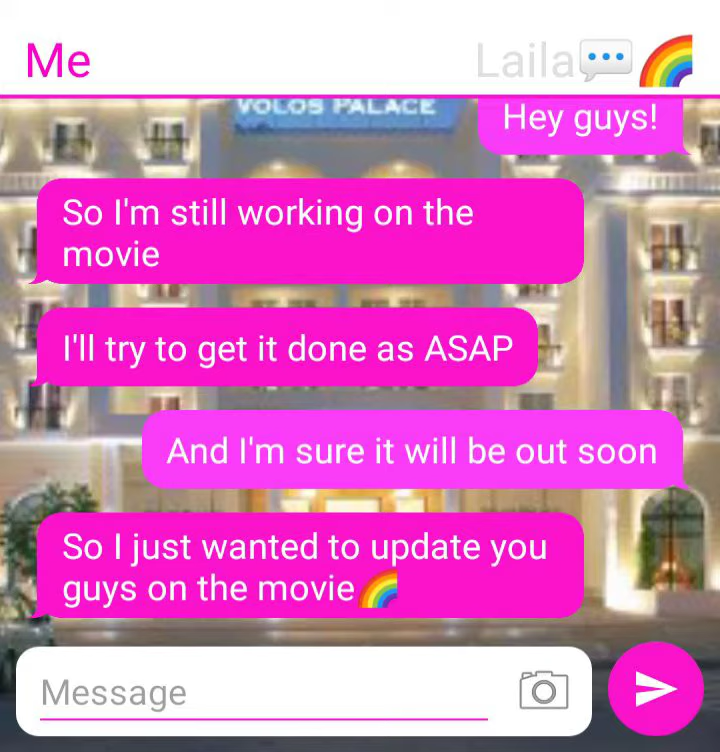 Me
Laila💬🌈
VOLOS PALACE
Hey guys!
So I'm still working on the
movie
I'll try to get it done as ASAP
And I'm sure it will be out soon
So I just wanted to update you
guys on the movie🌈
Message